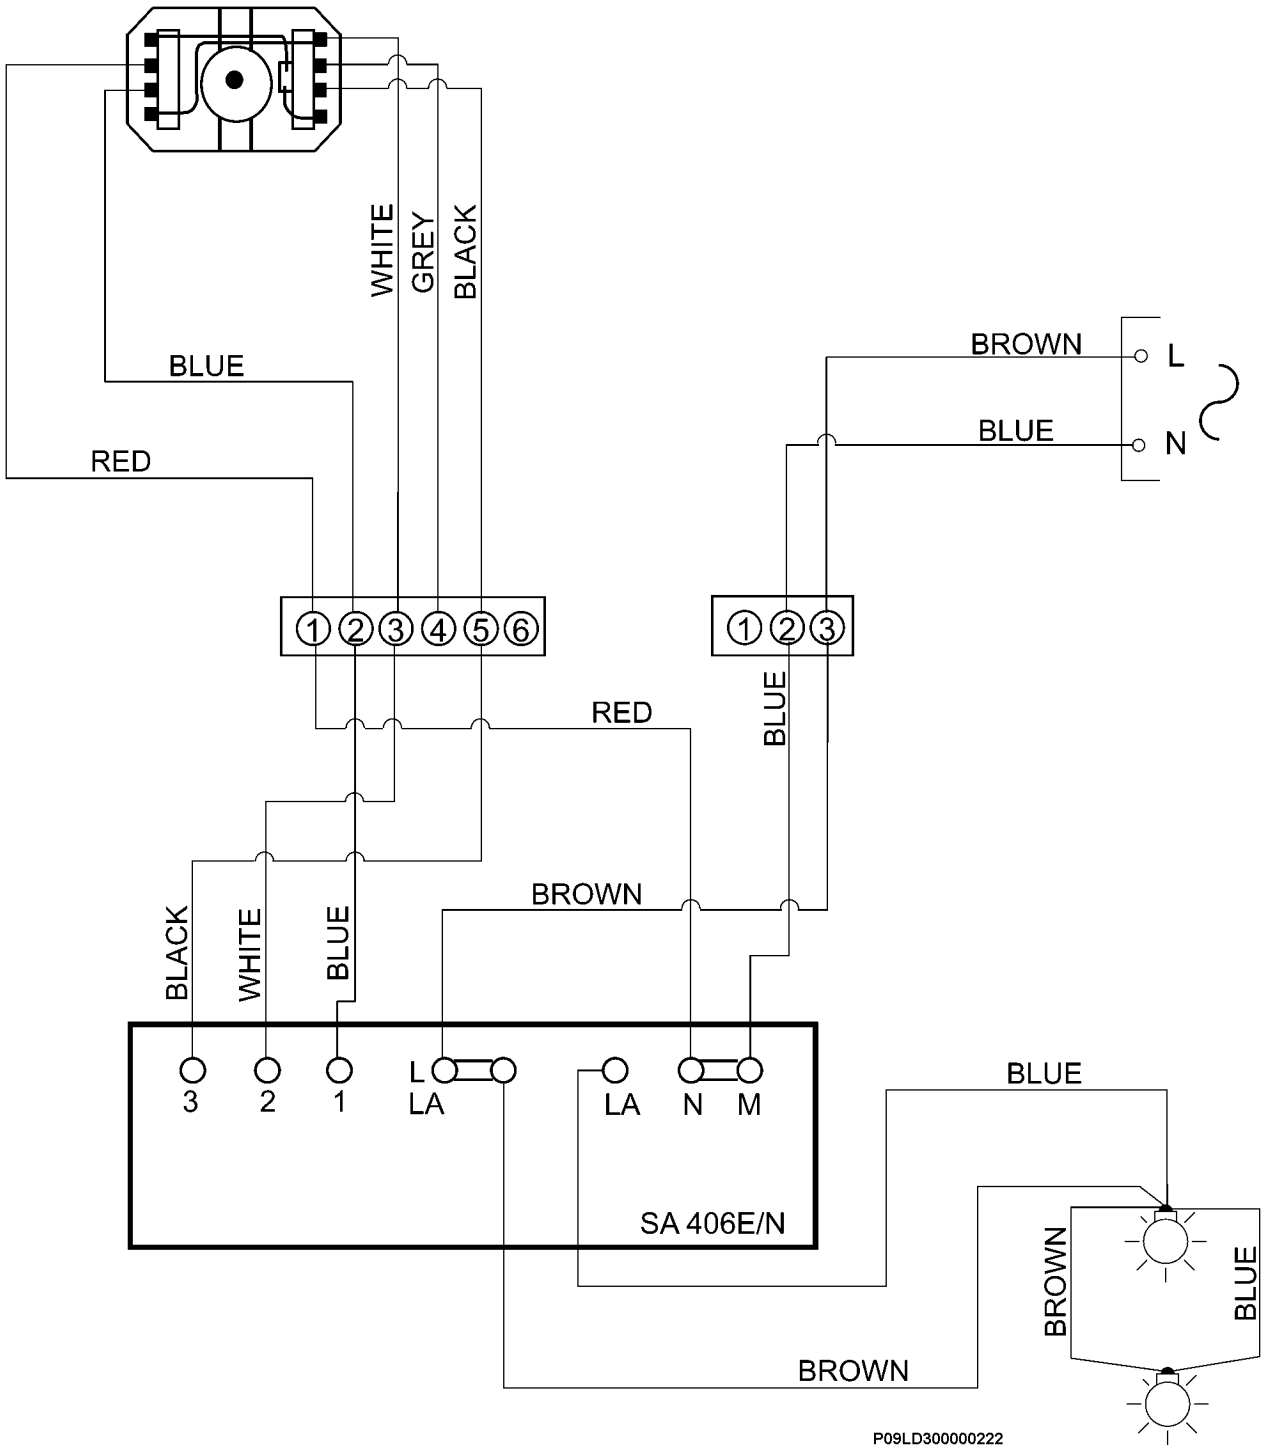 WHITE
GREY
BLACK
BROWN
L
BLUE
BLUE
N
RED
1 2 3 4 5 6
1 2 3
BLUE
RED
BROWN
BLACK
WHITE
BLUE
L
3 2 1 LA LA N M
BLUE
SA 406E/N
BROWN
BLUE
BROWN
P09LD300000222